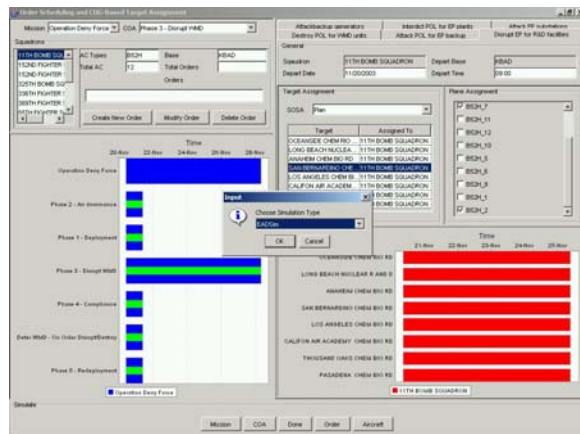 Order Scheduling and COG-Based Target Assignment
Mission Operation Deny Force COA Phase 3 - Disrupt WMD
Squadrons
11TH BOMB SQU
152ND FIGHTER
152ND FIGHTER
325TH BOMB SQ
336TH FIGHTER
389TH FIGHTER
AC Types B52H Base KBAD
Total AC 12 Total Orders
Orders
Create New Order Modify Order Delete Order
Time
20-Nov 22-Nov 24-Nov 26-Nov 28-Nov
Operation Deny Force
Phase 2 - Air dominance
Phase 1 - Deployment
Phase 3 - Disrupt WMD
Phase 4 - Compliance
Deter WMD - On Order Disrupt/Destroy
Phase 5 - Redeployment
Operation Deny Force
Attack backup generators Interdict POL for EP plants Attack EP substations
Destroy POL for WMD units Attack POL for EP backup Disrupt EP for R&D facilities
General
Squadron 11TH BOMB SQUADRON Depart Base KBAD
Depart Date 11/20/2003 Depart Time 09:00
Target Assignment
SOSA: Plan
Target Assigned To
OCEANSIDE CHEM BIO ... 11TH BOMB SQUADRON
LONG BEACH NUCLEA... 11TH BOMB SQUADRON
ANAHEIM CHEM BIO RD 11TH BOMB SQUADRON
SAN BERNARDINO CHE... 11TH BOMB SQUADRON
LOS ANGELES CHEM BI... 11TH BOMB SQUADRON
CALIFON AIR ACADEM... 11TH BOMB SQUADRON
Plane Assignment
B52H_7
B52H_11
B52H_12
B52H_10
B52H_5
B52H_6
B52H_9
B52H_1
B52H_2
Input
Choose Simulation Type
EADSim
OK Cancel
Time
21-Nov 22-Nov 23-Nov 24-Nov 25-Nov
OCEANSIDE CHEM BIO RD
LONG BEACH NUCLEAR R AND D
ANAHEIM CHEM BIO RD
SAN BERNARDINO CHEM BIO RD
LOS ANGELES CHEM BIO RD
CALIFON AIR ACADEMY CHEM BIO RD
THOUSAND OAKS CHEM BIO RD
PASADENA CHEM BIO RD
11TH BOMB SQUADRON
Simulate
Mission COA Done Order Aircraft